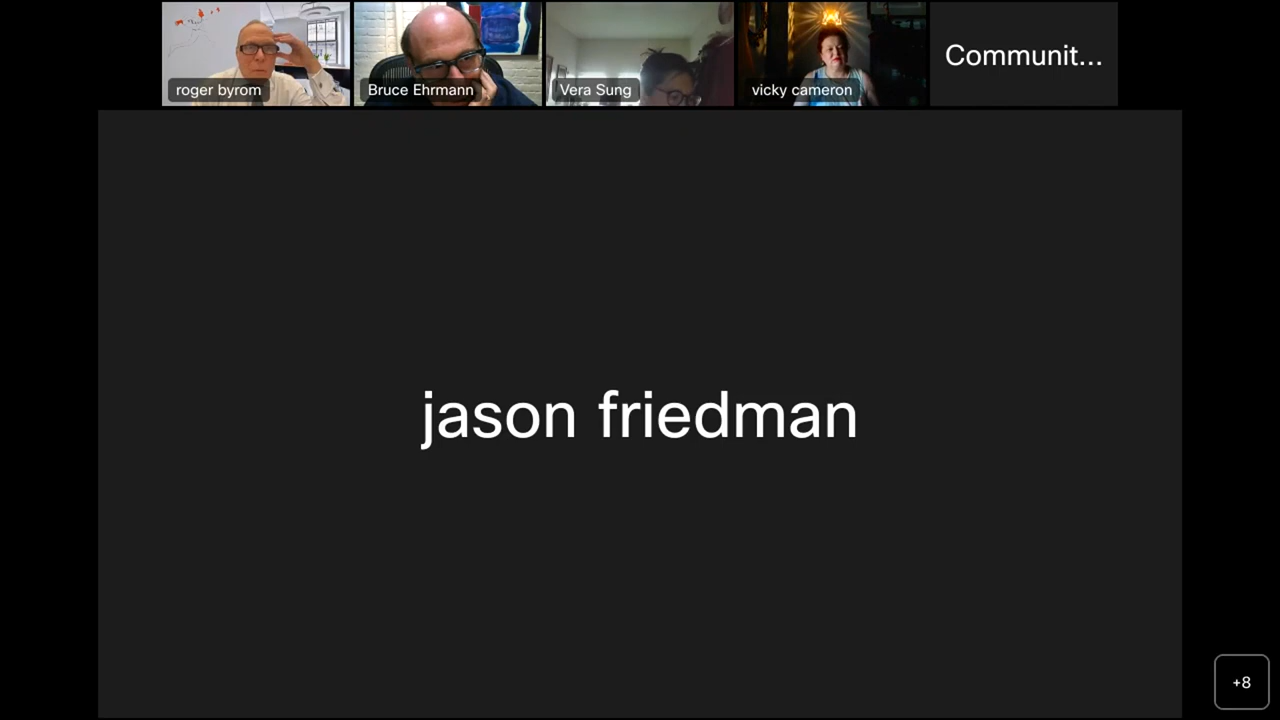 roger byrom
Bruce Ehrmann
Vera Sung
vicky cameron
Communit...
jason friedman
+8